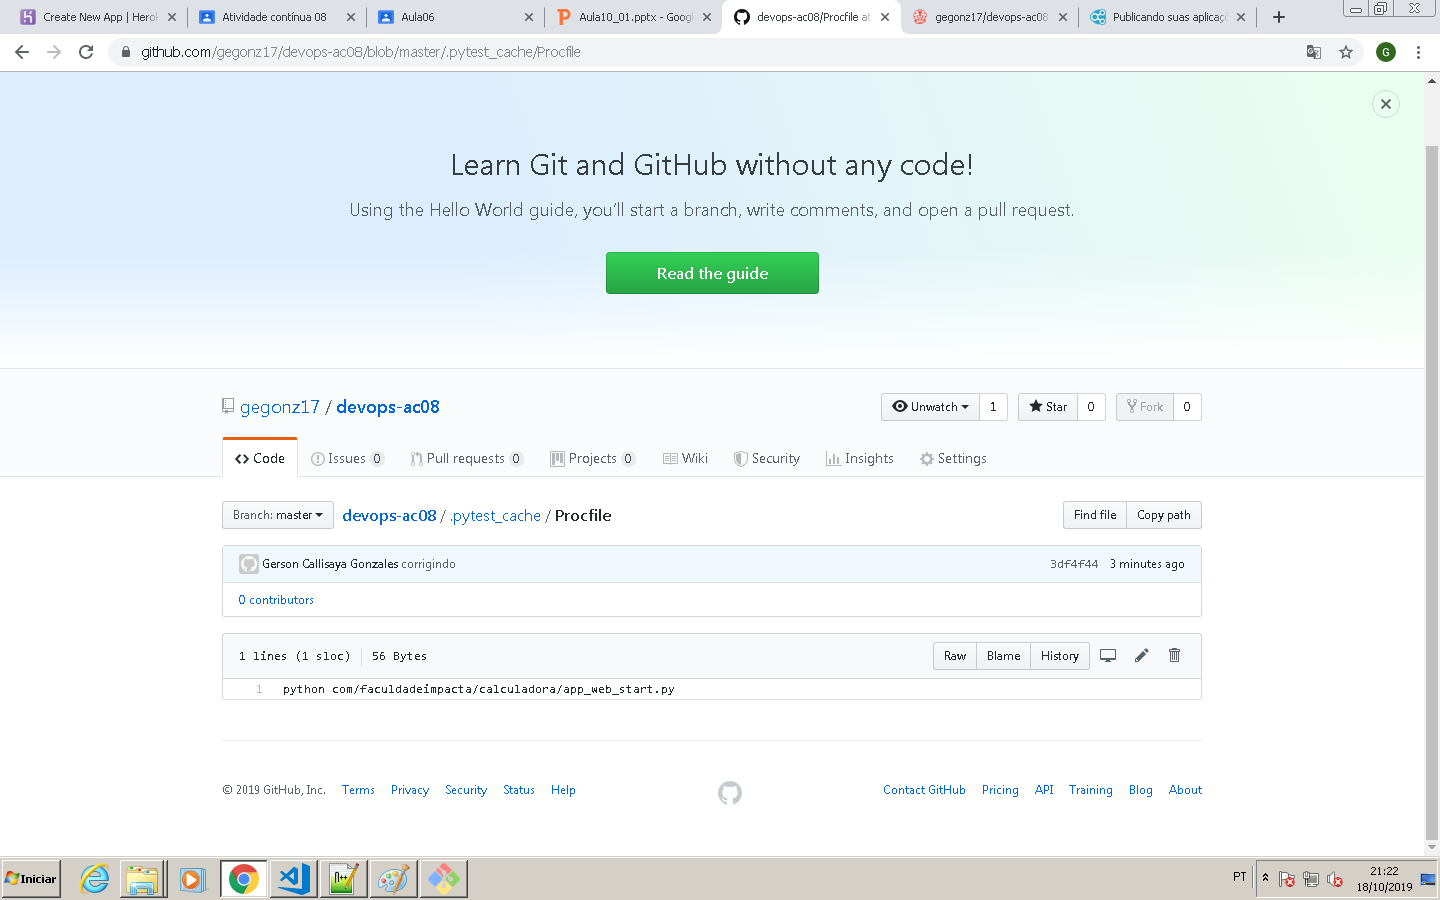 Create New App | Herok
Atividade contínua 08
Aula06
Aula10_01.pptx - Googl
devops-ac08/Procfile at
gegonz17/devops-ac08
Publicando suas aplicaçõ
github.com/gegonz17/devops-ac08/blob/master/.pytest_cache/Procfile
G
Learn Git and GitHub without any code!
Using the Hello World guide, you’ll start a branch, write comments, and open a pull request.
Read the guide
gegonz17 / devops-ac08
Unwatch 1
Star 0
Fork 0
Code
Issues 0
Pull requests 0
Projects 0
Wiki
Security
Insights
Settings
Branch: master
devops-ac08 / .pytest_cache / Procfile
Find file
Copy path
Gerson Callisaya Gonzales corrigindo
3df4f44 3 minutes ago
0 contributors
1 lines (1 sloc) 56 Bytes
Raw
Blame
History
1 python com/faculdadeimpacta/calculadora/app_web_start.py
© 2019 GitHub, Inc.
Terms
Privacy
Security
Status
Help
Contact GitHub
Pricing
API
Training
Blog
About
Iniciar
PT
21:22
18/10/2019